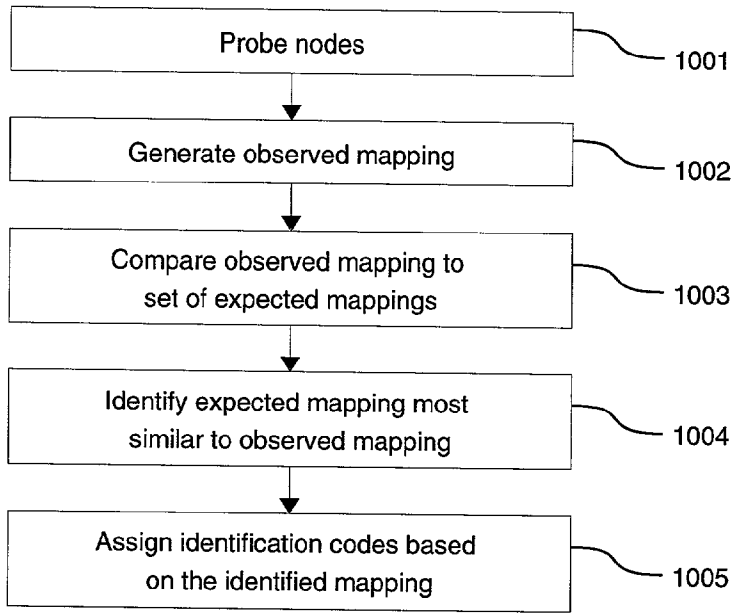 Probe nodes
1001
Generate observed mapping
1002
Compare observed mapping to
set of expected mappings
1003
Identify expected mapping most
similar to observed mapping
1004
Assign identification codes based
on the identified mapping
1005